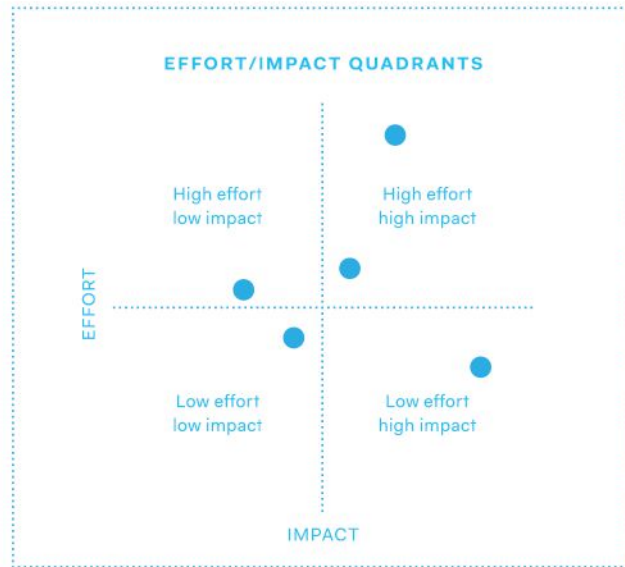 EFFORT/IMPACT QUADRANTS
High effort
low impact
High effort
high impact
EFFORT
Low effort
low impact
Low effort
high impact
IMPACT